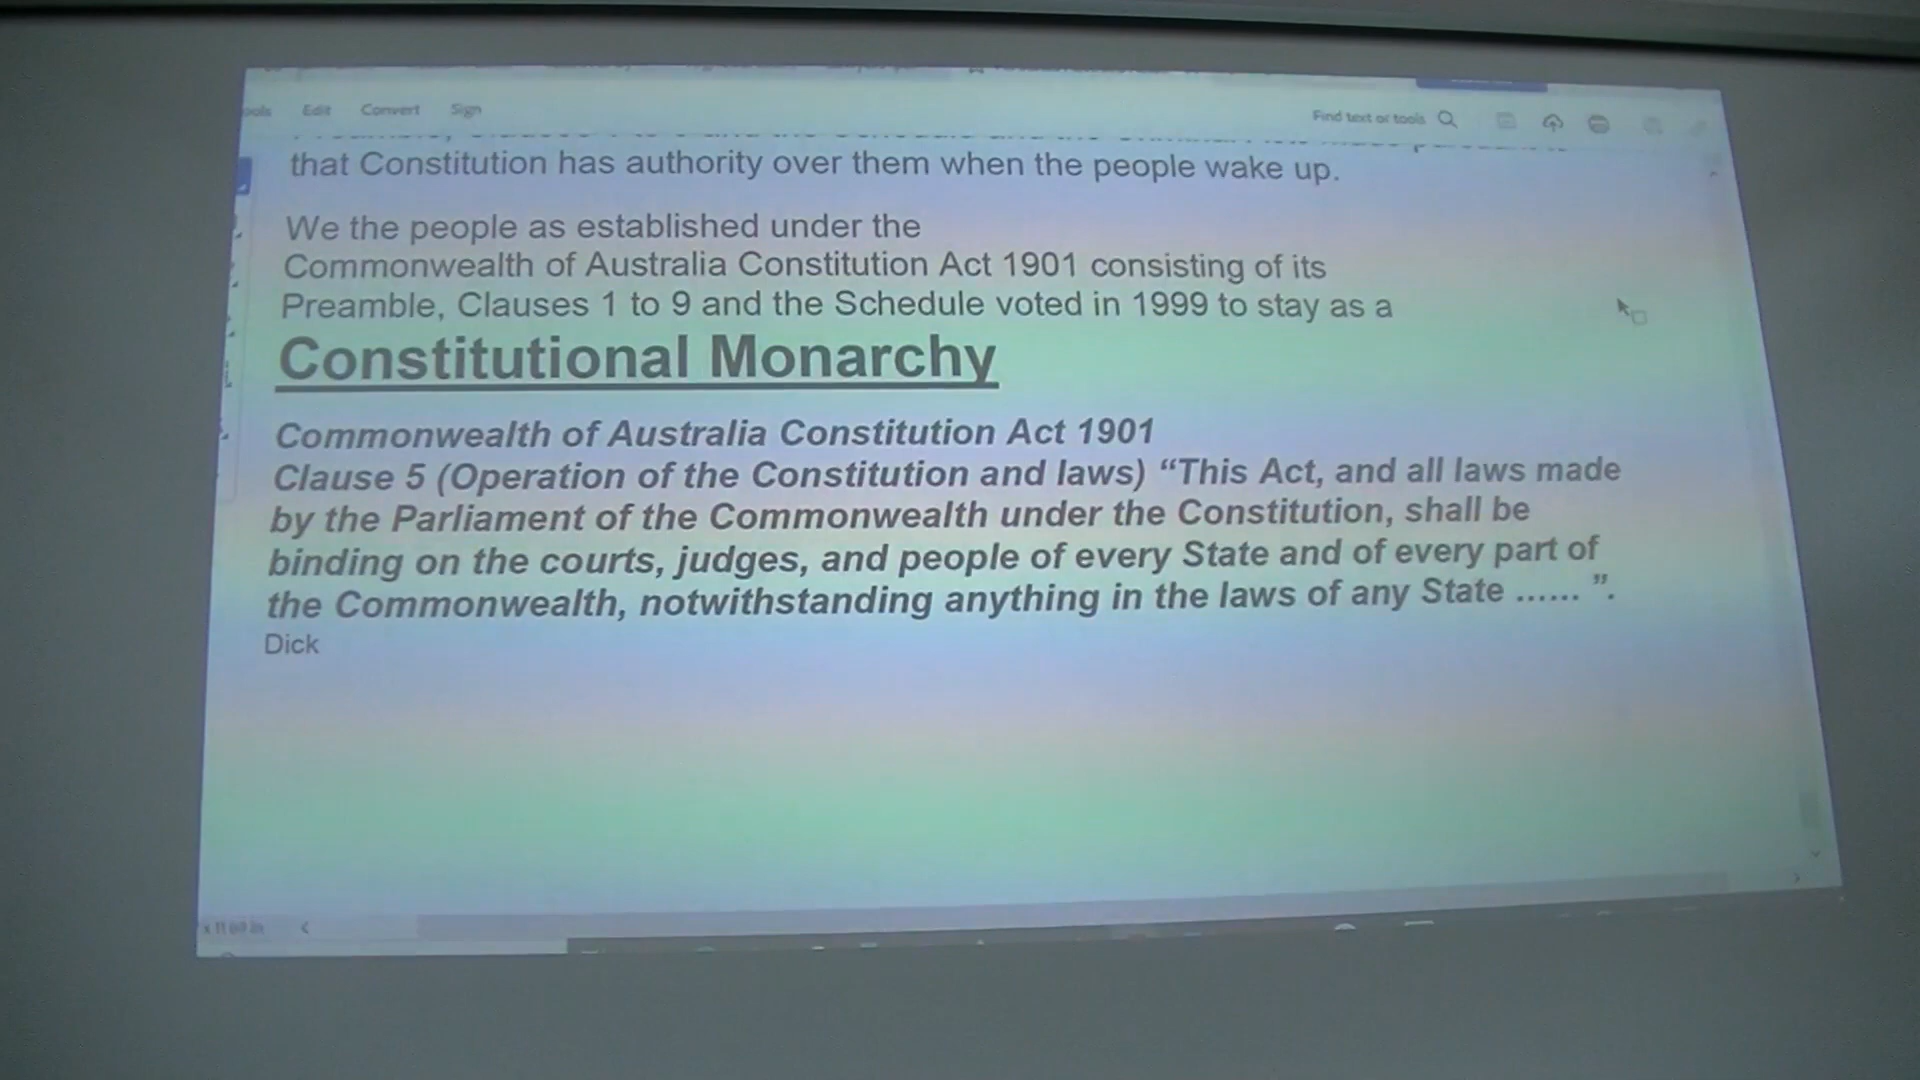 Edit Convert Sign
Find text or tools
that Constitution has authority over them when the people wake up.
We the people as established under the
Commonwealth of Australia Constitution Act 1901 consisting of its
Preamble, Clauses 1 to 9 and the Schedule voted in 1999 to stay as a
Constitutional Monarchy
Commonwealth of Australia Constitution Act 1901
Clause 5 (Operation of the Constitution and laws) “This Act, and all laws made
by the Parliament of the Commonwealth under the Constitution, shall be
binding on the courts, judges, and people of every State and of every part of
the Commonwealth, notwithstanding anything in the laws of any State ...... ”.
Dick